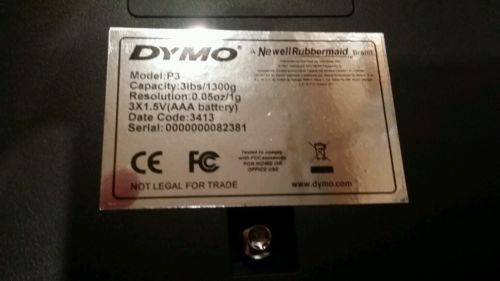 DYMO A Newell Rubbermaid Brand
Model:P3
Capacity:3lbs/1300g
Resolution:0.05oz/1g
3X1.5V(AAA battery)
Date Code:3413
Serial:0000000082381
CE FC
Tested to comply
with FCC standards
FOR HOME OR
OFFICE USE
NOT LEGAL FOR TRADE
www.dymo.com